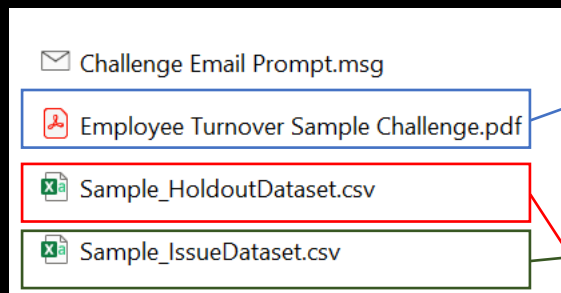 Challenge Email Prompt.msg
Employee Turnover Sample Challenge.pdf
Sample_HoldoutDataset.csv
Sample_IssueDataset.csv